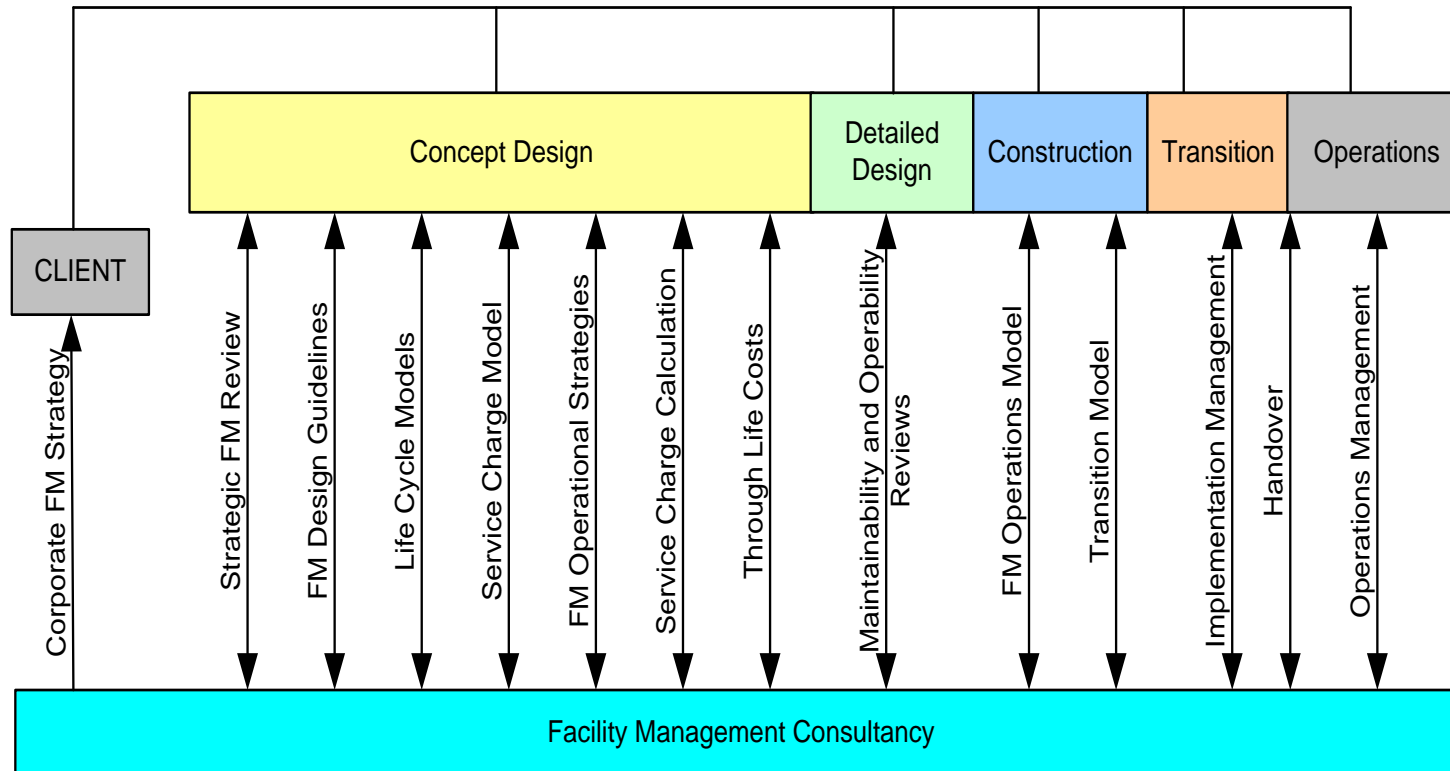 Concept Design
Detailed
Design
Construction
Transition
Operations
CLIENT
Corporate FM Strategy
Strategic FM Review
FM Design Guidelines
Life Cycle Models
Service Charge Model
FM Operational Strategies
Service Charge Calculation
Through Life Costs
Maintainability and Operability
Reviews
FM Operations Model
Transition Model
Implementation Management
Handover
Operations Management
Facility Management Consultancy